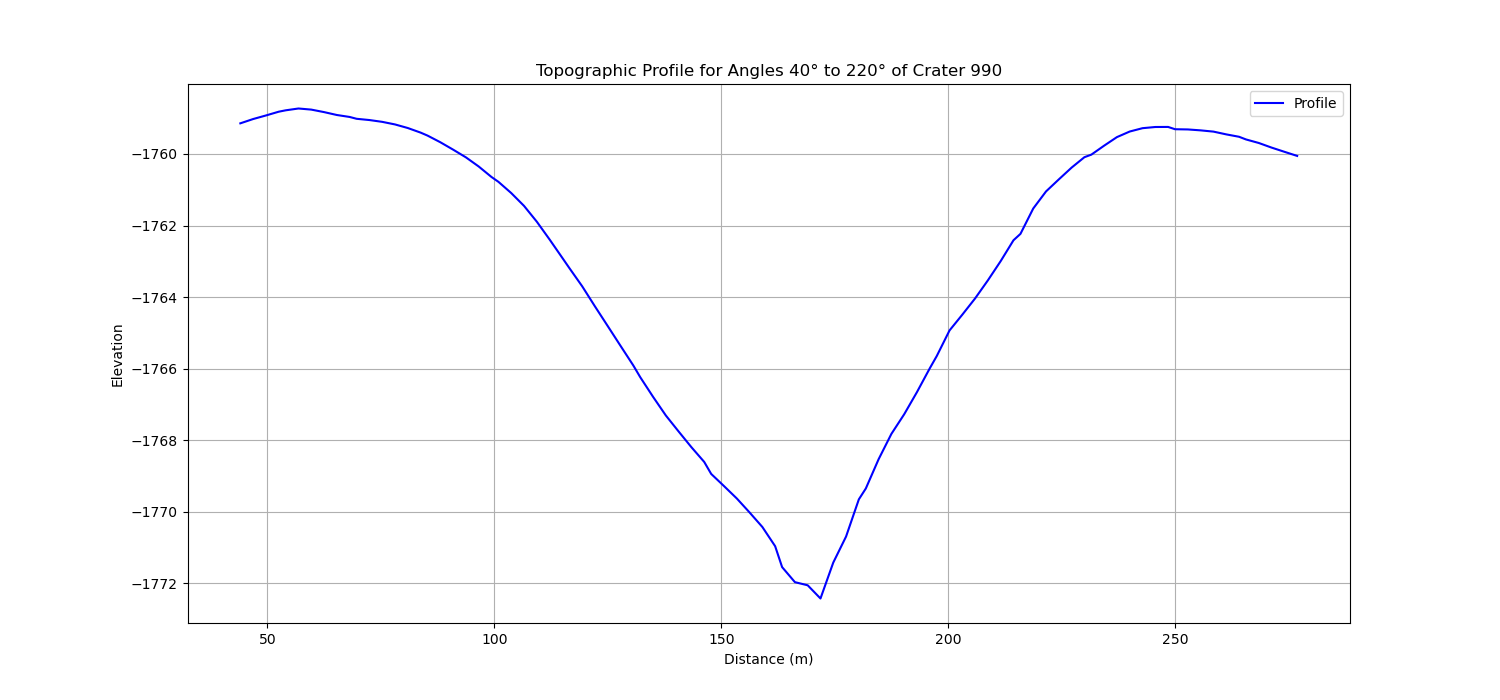 Topographic Profile for Angles 40° to 220° of Crater 990
Profile
−1760
−1762
−1764
−1766
−1768
−1770
−1772
Elevation
50 100 150 200 250
Distance (m)